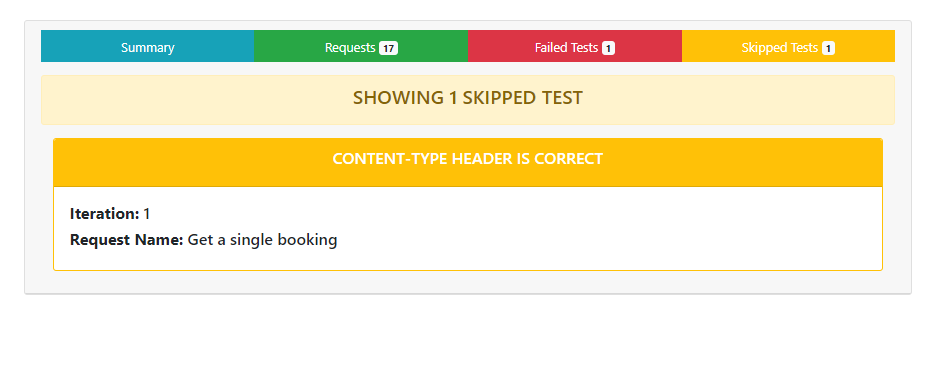 Summary Requests 17 Failed Tests 1 Skipped Tests 1
SHOWING 1 SKIPPED TEST
CONTENT-TYPE HEADER IS CORRECT
Iteration: 1
Request Name: Get a single booking